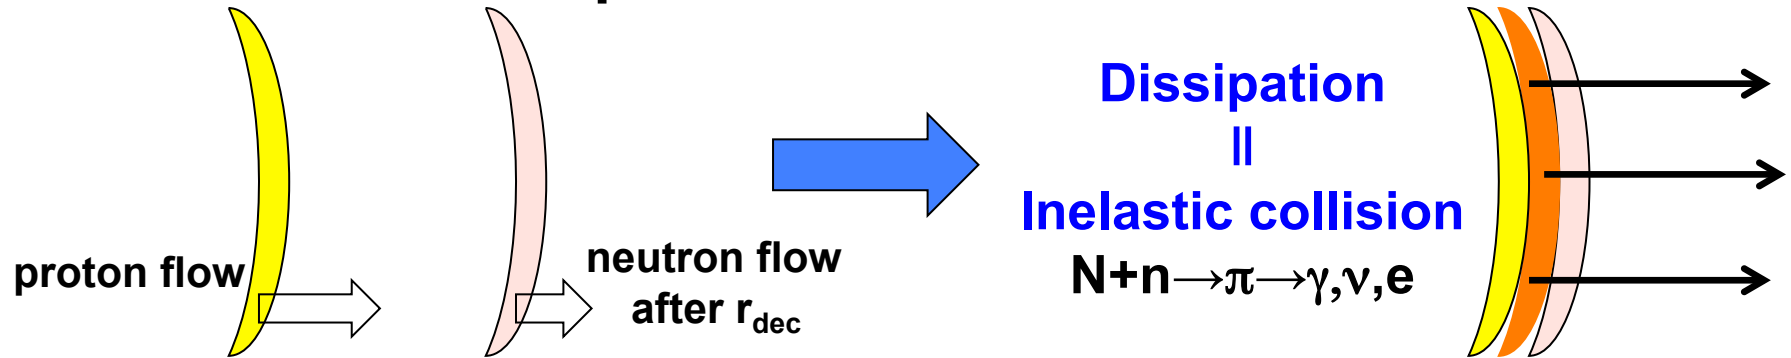 proton flow
neutron flow
after r_dec
Dissipation
=
Inelastic collision
N+n→π→γ,ν,e